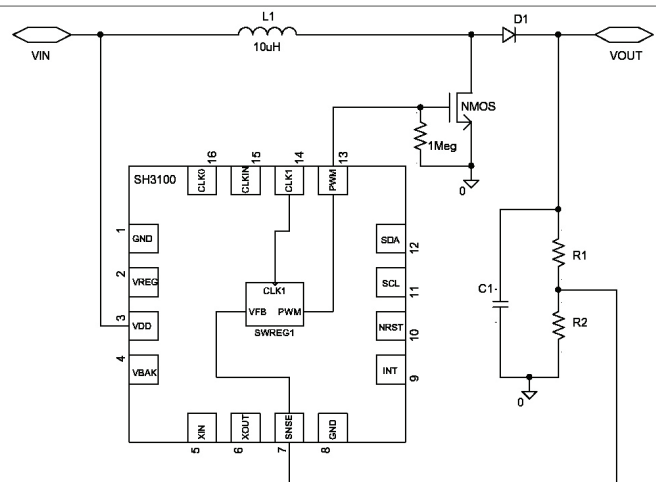 L1
D1
VIN
10uH
VOUT
NMOS
1Meg
16
15
14
13
SH3100
CLK0
CLKIN
CLK1
PWM
0
1
GND
SDA
12
2
VREG
R1
SCL
11
CLK1
C1
3
VDD
VFB
PWM
SWREG1
NRST
10
R2
4
VBAK
INT
9
0
XIN
XOUT
SNSE
GND
5
6
7
8